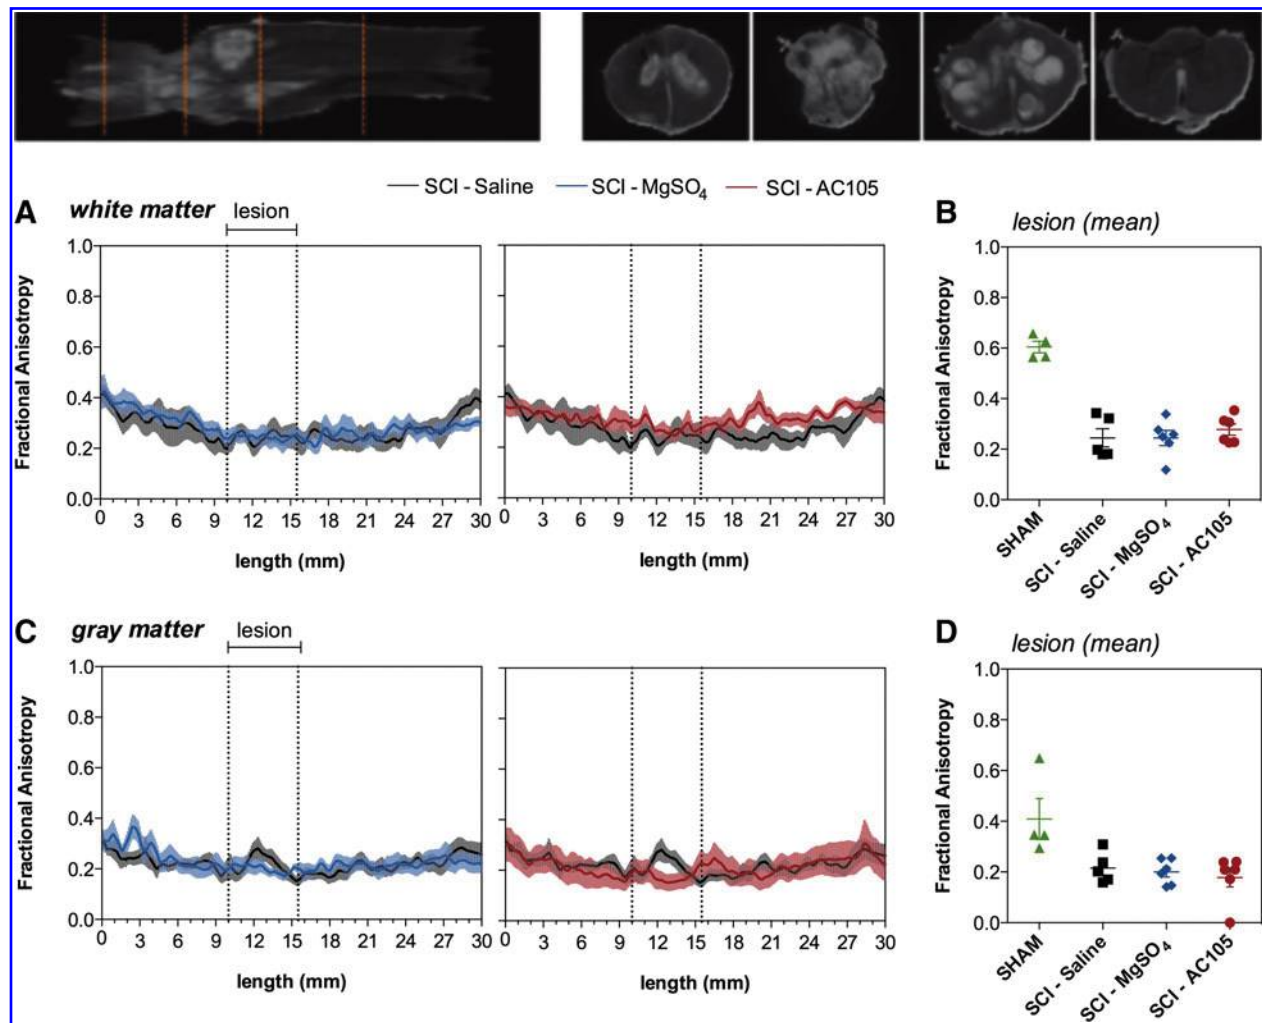 SCI - Saline SCI - MgSO₄ SCI - AC105
A white matter lesion
Fractional Anisotropy
1.0
0.8
0.6
0.4
0.2
0.0
0 3 6 9 12 15 18 21 24 27 30
length (mm)
0 3 6 9 12 15 18 21 24 27 30
length (mm)
B lesion (mean)
Fractional Anisotropy
1.0
0.8
0.6
0.4
0.2
0.0
SHAM
SCI - Saline
SCI - MgSO₄
SCI - AC105
C gray matter lesion
Fractional Anisotropy
1.0
0.8
0.6
0.4
0.2
0.0
0 3 6 9 12 15 18 21 24 27 30
length (mm)
0 3 6 9 12 15 18 21 24 27 30
length (mm)
D lesion (mean)
Fractional Anisotropy
1.0
0.8
0.6
0.4
0.2
0.0
SHAM
SCI - Saline
SCI - MgSO₄
SCI - AC105